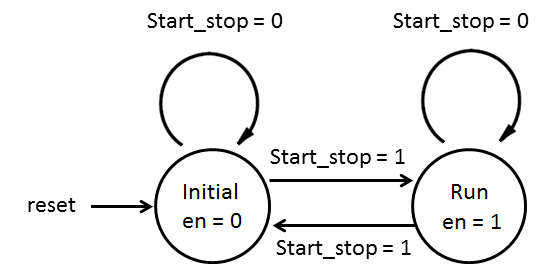 Start_stop = 0
Start_stop = 0
Start_stop = 1
Initial
en = 0
Run
en = 1
reset
Start_stop = 1